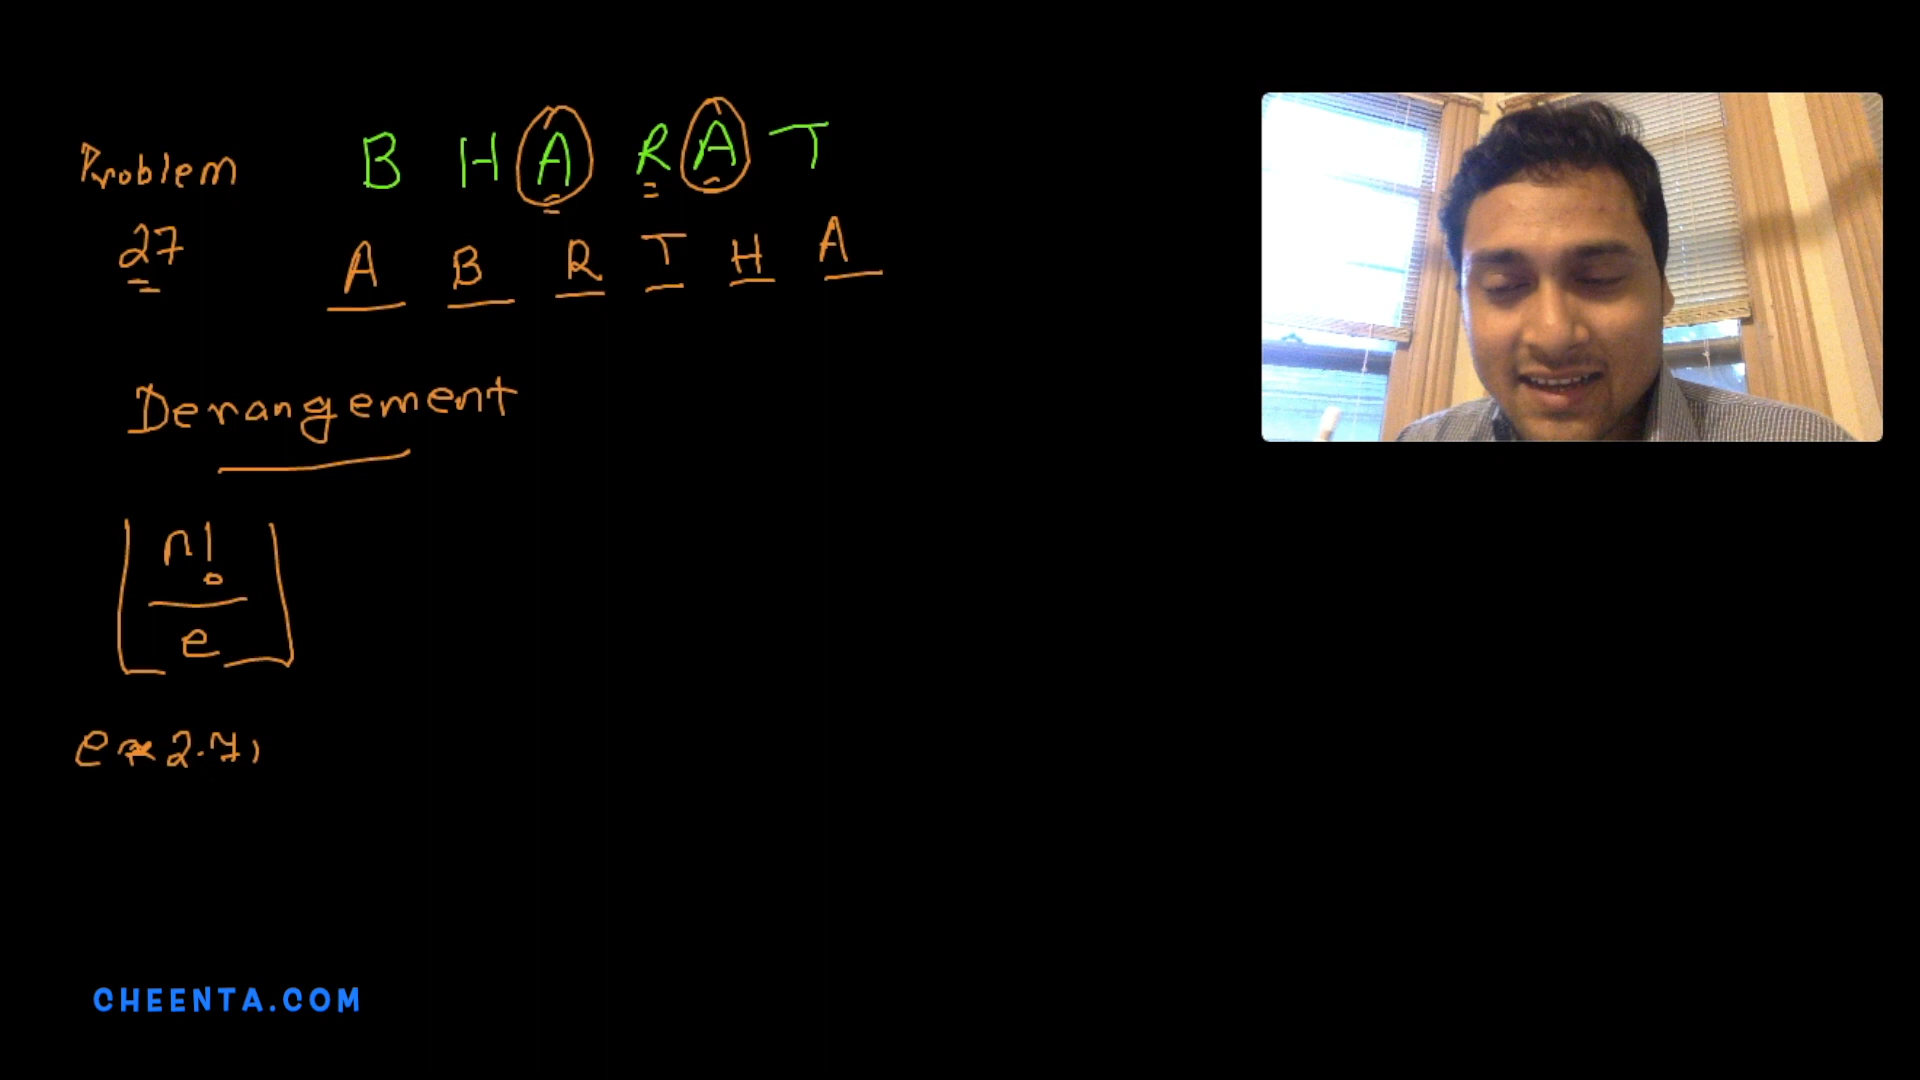 Problem
27
B H A R A T
A B R T H A
Derangement
n!
e
e ≈ 2.71
CHEENTA.COM